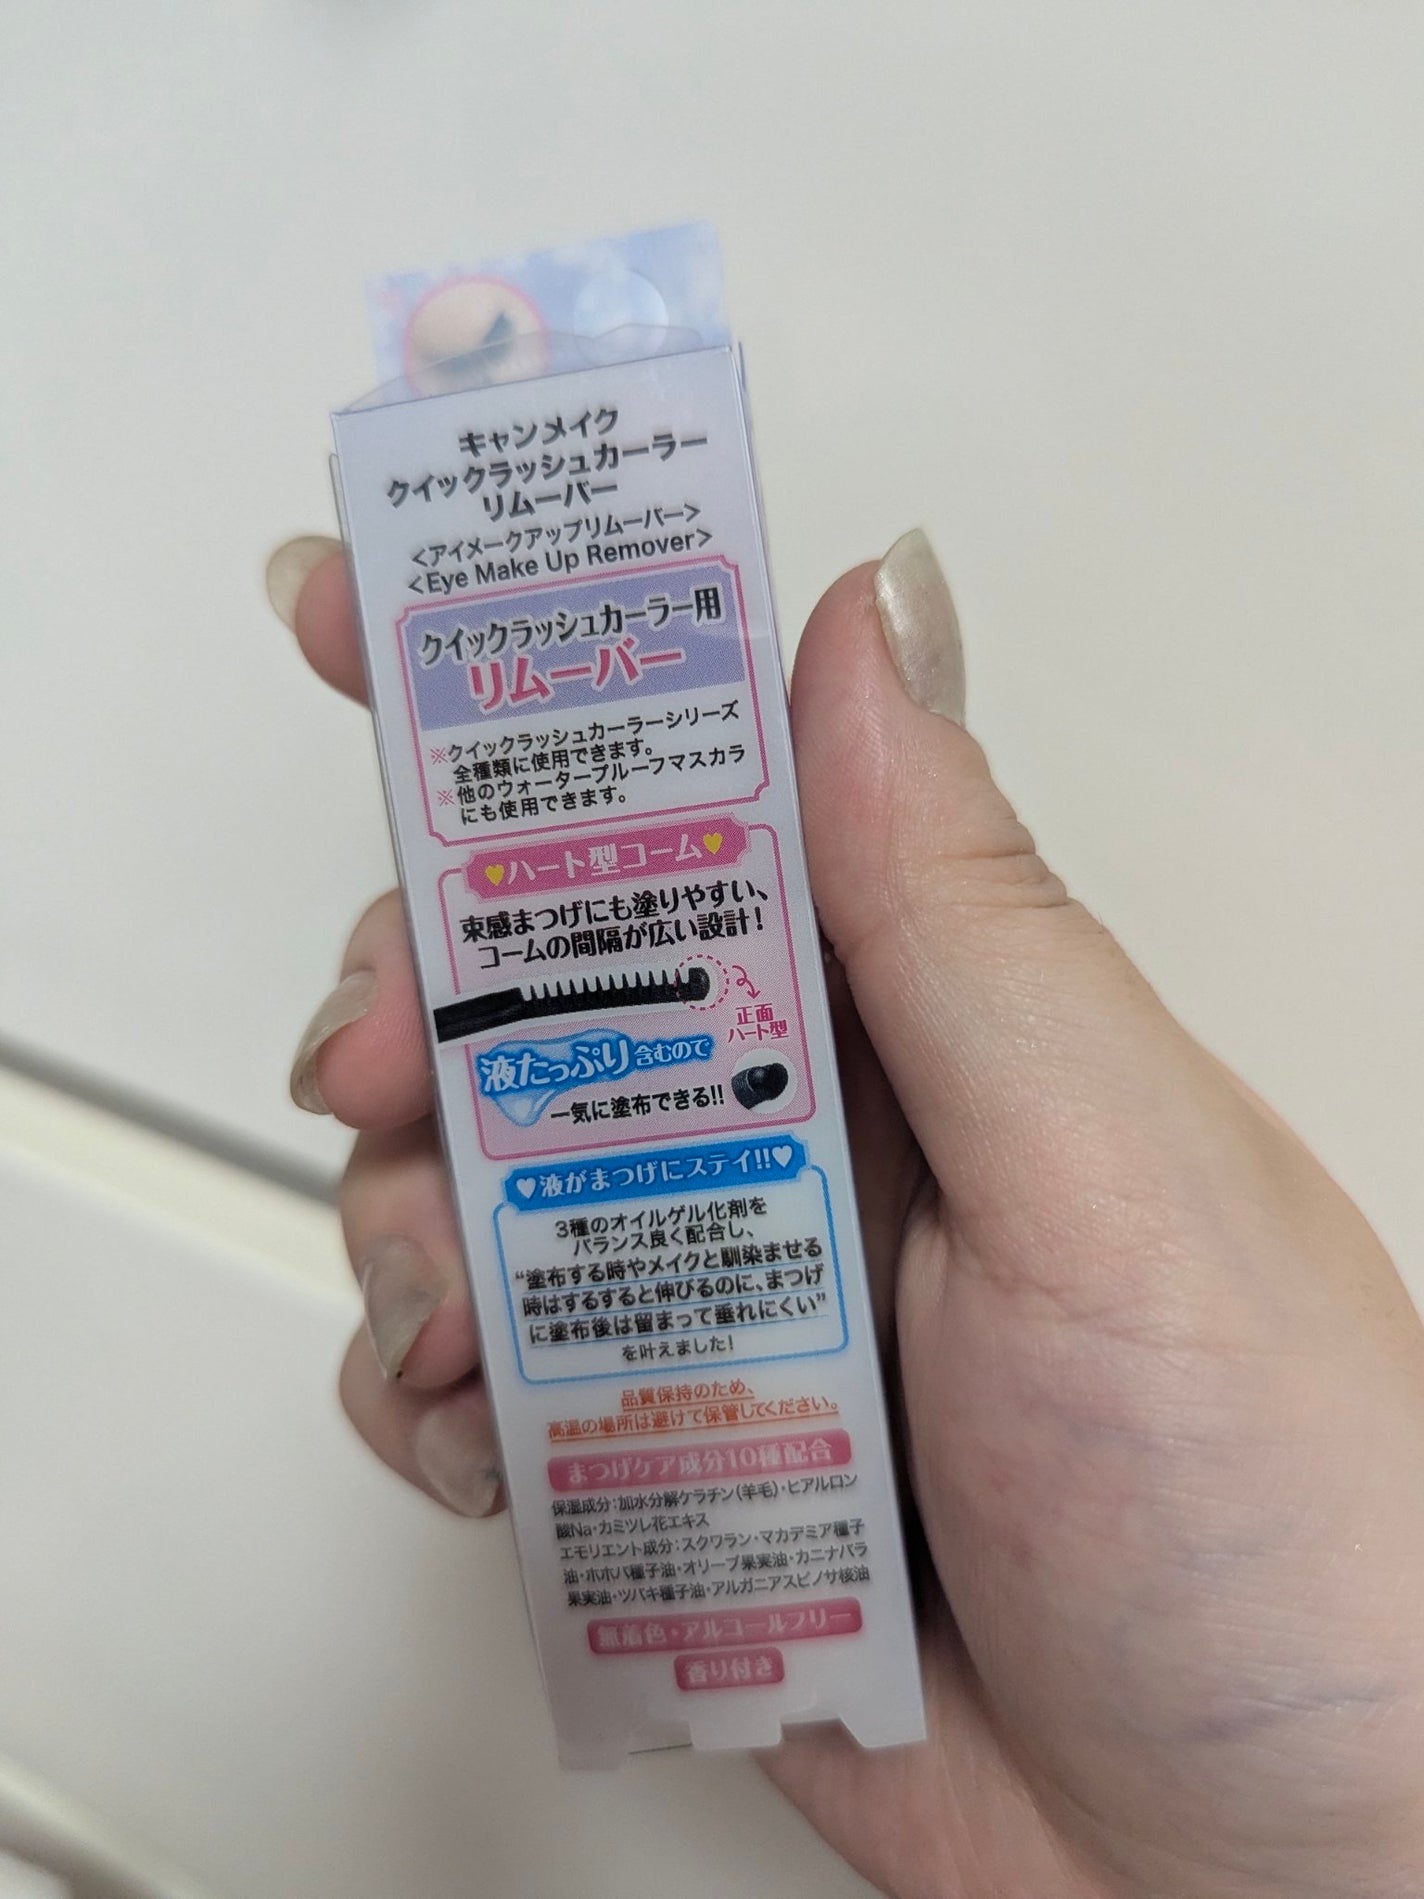 キャンメイク
クイックラッシュカーラー
リムーバー
<アイメークアップリムーバー>
<Eye Make Up Remover>
クイックラッシュカーラー用
リムーバー
※クイックラッシュカーラーシリーズ
全種類に使用できます。
※他のウォータープルーフマスカラ
にも使用できます。
♥ハート型コーム♥
束感まつげにも塗りやすい、
コームの間隔が広い設計!
正面
ハート型
液たっぷり含むので
一気に塗布できる!!
♥液がまつげにステイ!!♥
3種のオイルゲル化剤を
バランス良く配合し、
“塗布する時やメイクと馴染ませる
時はするすると伸びるのに、まつげ
に塗布後は留まって垂れにくい”
を叶えました!
品質保持のため、
高温の場所は避けて保管してください。
まつげケア成分10種配合
保湿成分:加水分解ケラチン(羊毛)・ヒアルロン
酸Na・カミツレ花エキス
エモリエント成分:スクワラン・マカデミア種子
油・ホホバ種子油・オリーブ果実油・カニナバラ
果実油・ツバキ種子油・アルガニアスピノサ核油
無着色・アルコールフリー
香り付き